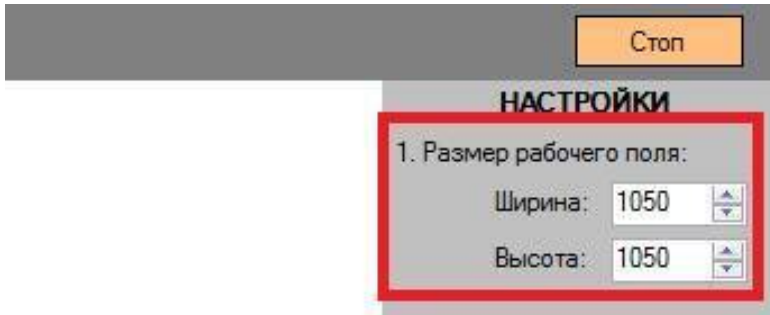 Стоп
НАСТРОЙКИ
1. Размер рабочего поля:
Ширина: 1050
Высота: 1050